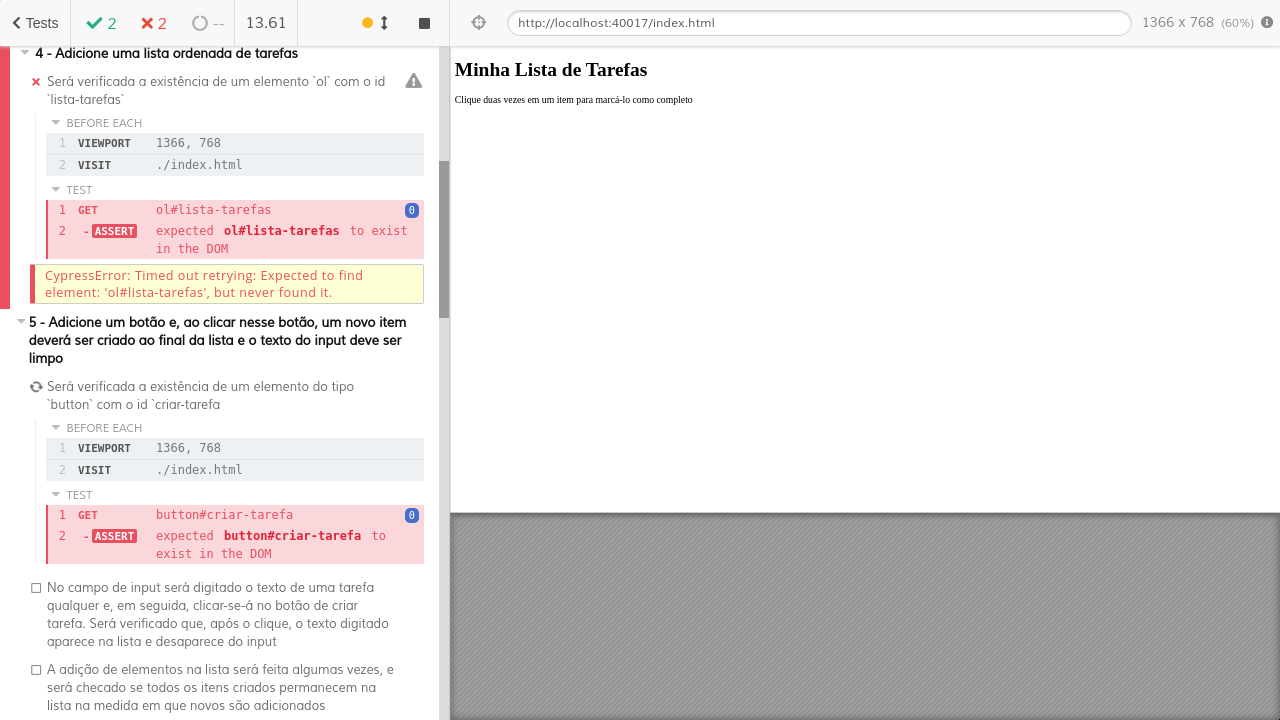 Tests
2
2
--
13.61
http://localhost:40017/index.html
1366 x 768 (60%)
4 - Adicione uma lista ordenada de tarefas
Será verificada a existência de um elemento `ol` com o id
`lista-tarefas`
BEFORE EACH
1 VIEWPORT 1366, 768
2 VISIT ./index.html
TEST
1 GET ol#lista-tarefas 0
2 -ASSERT expected ol#lista-tarefas to exist
in the DOM
CypressError: Timed out retrying: Expected to find
element: 'ol#lista-tarefas', but never found it.
5 - Adicione um botão e, ao clicar nesse botão, um novo item
deverá ser criado ao final da lista e o texto do input deve ser
limpo
Será verificada a existência de um elemento do tipo
`button` com o id `criar-tarefa
BEFORE EACH
1 VIEWPORT 1366, 768
2 VISIT ./index.html
TEST
1 GET button#criar-tarefa 0
2 -ASSERT expected button#criar-tarefa to
exist in the DOM
No campo de input será digitado o texto de uma tarefa
qualquer e, em seguida, clicar-se-á no botão de criar
tarefa. Será verificado que, após o clique, o texto digitado
aparece na lista e desaparece do input
A adição de elementos na lista será feita algumas vezes, e
será checado se todos os itens criados permanecem na
lista na medida em que novos são adicionados
Minha Lista de Tarefas
Clique duas vezes em um item para marcá-lo como completo